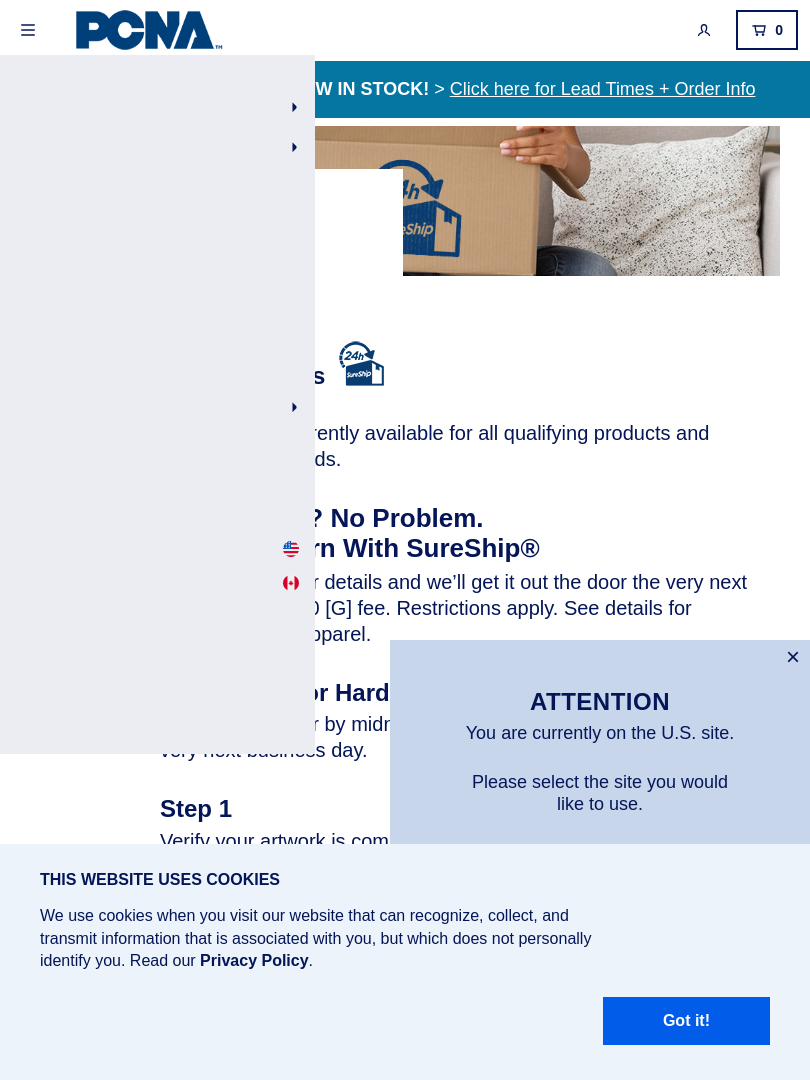 PCNA™
0
W IN STOCK! > Click here for Lead Times + Order Info
4h
SureShip
s
24h
SureShip
rently available for all qualifying products and
ds.
? No Problem.
rn With SureShip®
r details and we’ll get it out the door the very next
0 [G] fee. Restrictions apply. See details for
apparel.
or Hard
r by midn
very next business day.
ATTENTION
You are currently on the U.S. site.
Please select the site you would
like to use.
Step 1
Verify your artwork is com
THIS WEBSITE USES COOKIES
We use cookies when you visit our website that can recognize, collect, and
transmit information that is associated with you, but which does not personally
identify you. Read our Privacy Policy.
Got it!